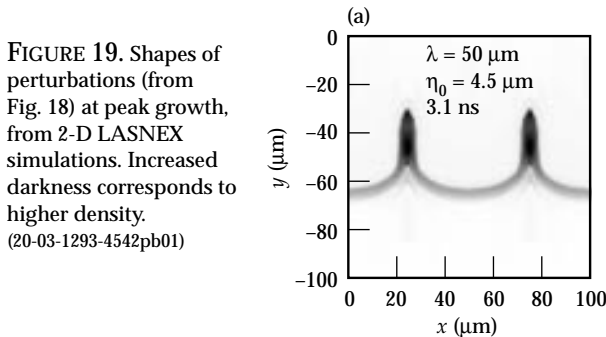 FIGURE 19. Shapes of
perturbations (from
Fig. 18) at peak growth,
from 2-D LASNEX
simulations. Increased
darkness corresponds to
higher density.
(20-03-1293-4542pb01)
(a)
λ = 50 μm
η₀ = 4.5 μm
3.1 ns
y (μm)
0
–20
–40
–60
–80
–100
0 20 40 60 80 100
x (μm)